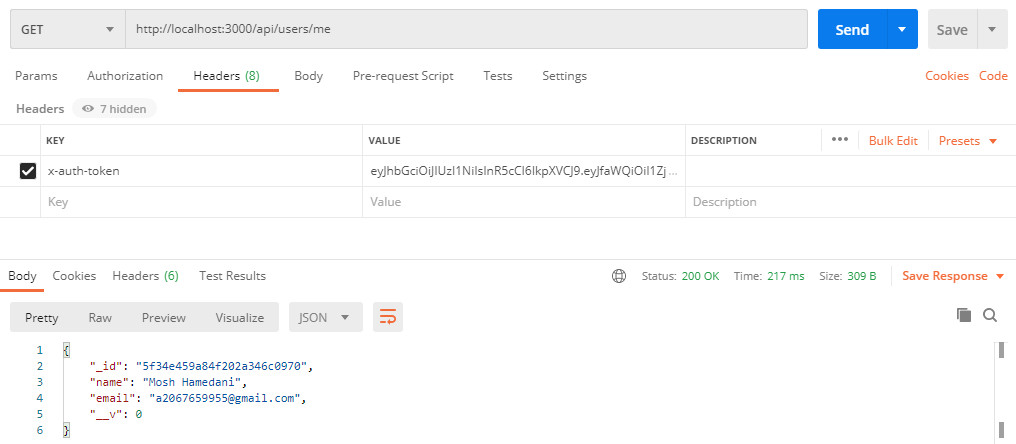 GET http://localhost:3000/api/users/me Send Save
Params Authorization Headers (8) Body Pre-request Script Tests Settings Cookies Code
Headers 7 hidden
KEY VALUE DESCRIPTION ••• Bulk Edit Presets
x-auth-token eyJhbGciOiJIUzI1NiIsInR5cCI6IkpXVCJ9.eyJfaWQiOiI1Zj ...
Key Value Description
Body Cookies Headers (6) Test Results Status: 200 OK Time: 217 ms Size: 309 B Save Response
Pretty Raw Preview Visualize JSON
1 {
2 "_id": "5f34e459a84f202a346c0970",
3 "name": "Mosh Hamedani",
4 "email": "a2067659955@gmail.com",
5 "__v": 0
6 }